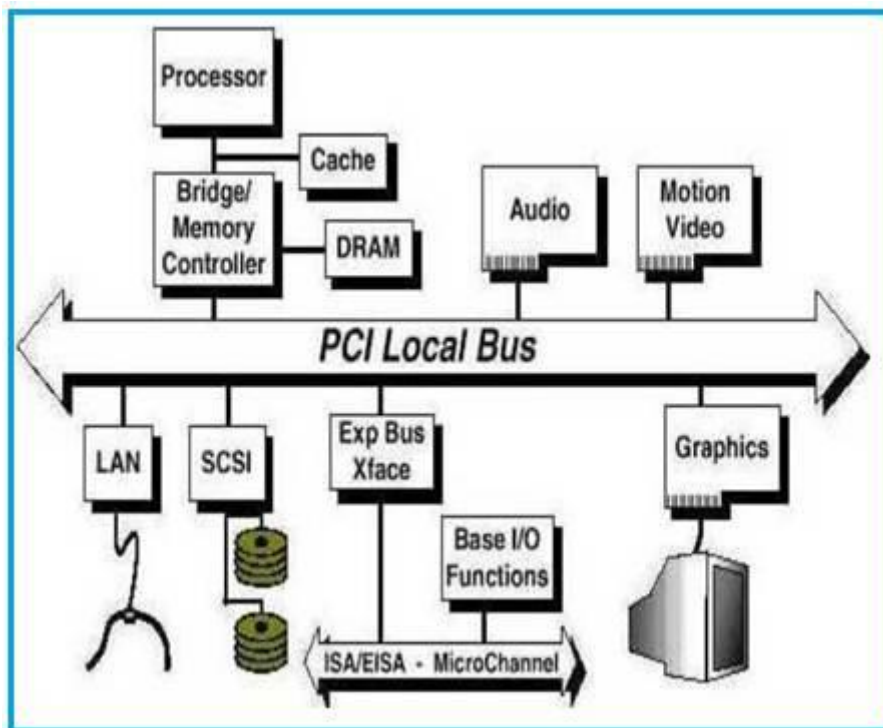 Processor
Cache
Bridge/
Memory
Controller
DRAM
Audio
Motion
Video
PCI Local Bus
LAN
SCSI
Exp Bus
Xface
Graphics
Base I/O
Functions
ISA/EISA - MicroChannel